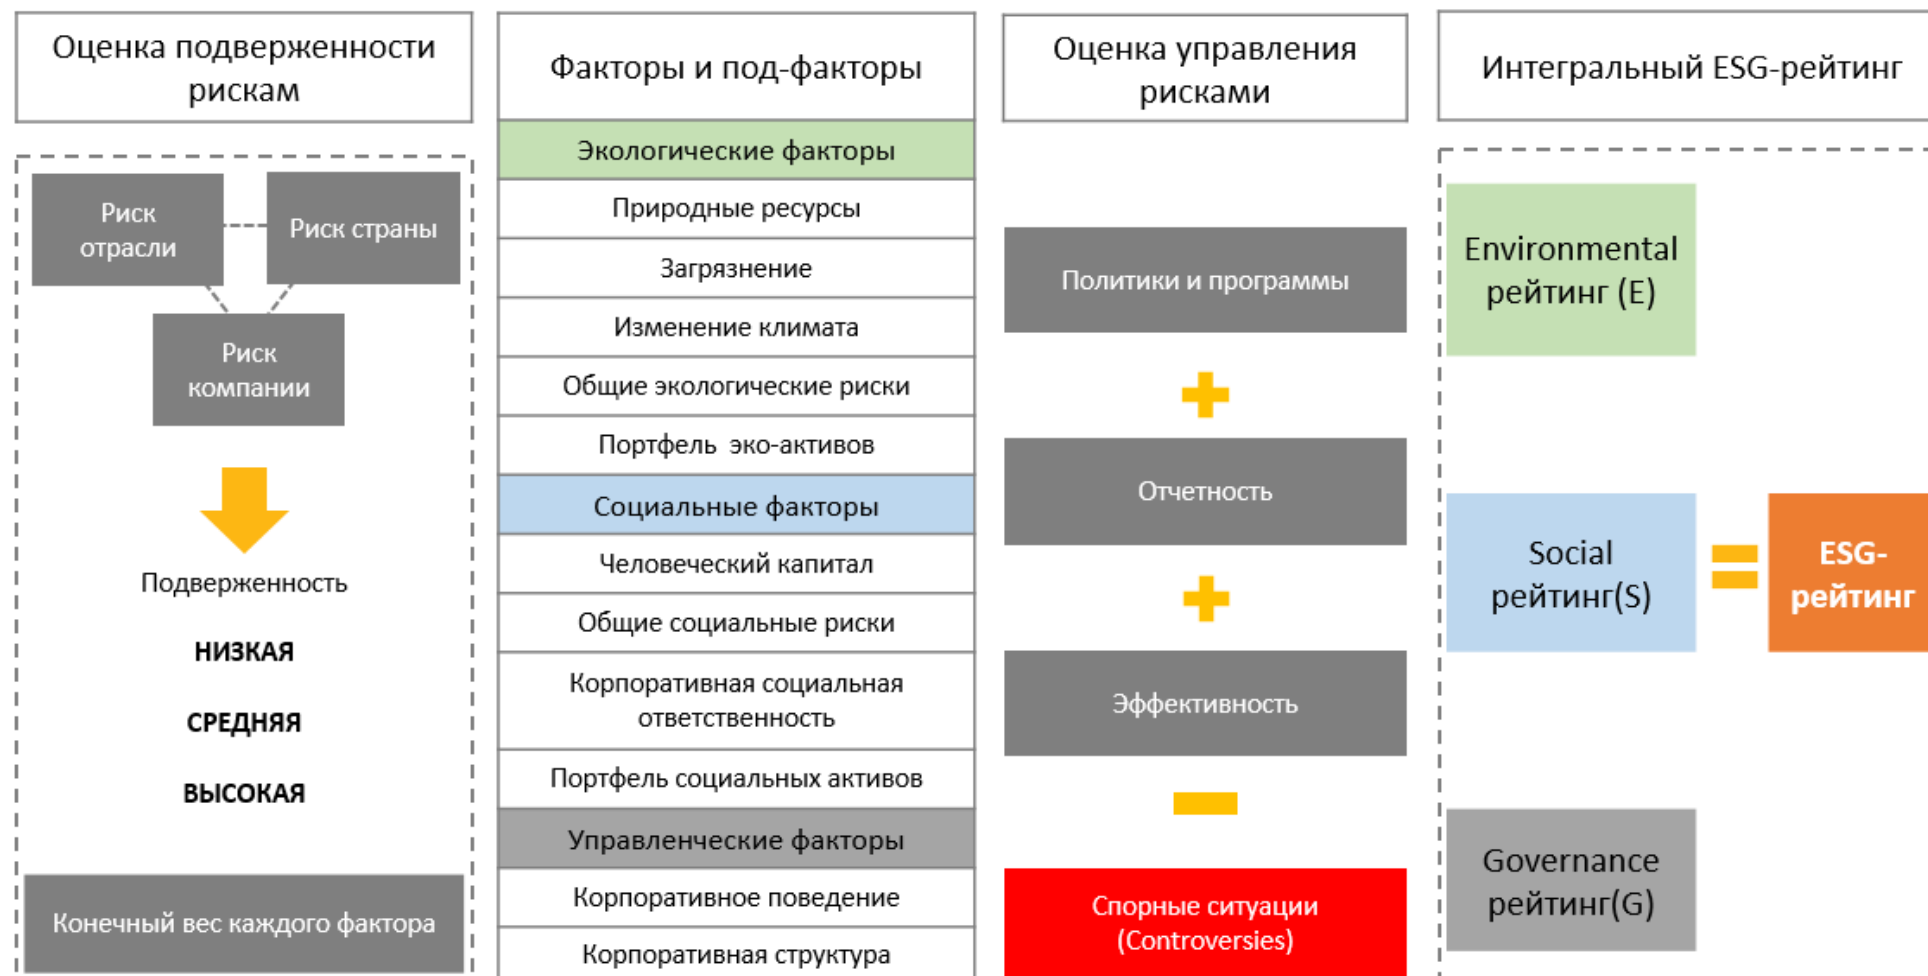 Оценка подверженности
рискам
Риск
отрасли
Риск страны
Риск
компании
Подверженность
НИЗКАЯ
СРЕДНЯЯ
ВЫСОКАЯ
Конечный вес каждого фактора
Факторы и под-факторы
Экологические факторы
Природные ресурсы
Загрязнение
Изменение климата
Общие экологические риски
Портфель эко-активов
Социальные факторы
Человеческий капитал
Общие социальные риски
Корпоративная социальная
ответственность
Портфель социальных активов
Управленческие факторы
Корпоративное поведение
Корпоративная структура
Оценка управления
рисками
Политики и программы
Отчетность
Эффективность
Спорные ситуации
(Controversies)
Интегральный ESG-рейтинг
Environmental
рейтинг (E)
Social
рейтинг(S)
ESG-
рейтинг
Governance
рейтинг(G)